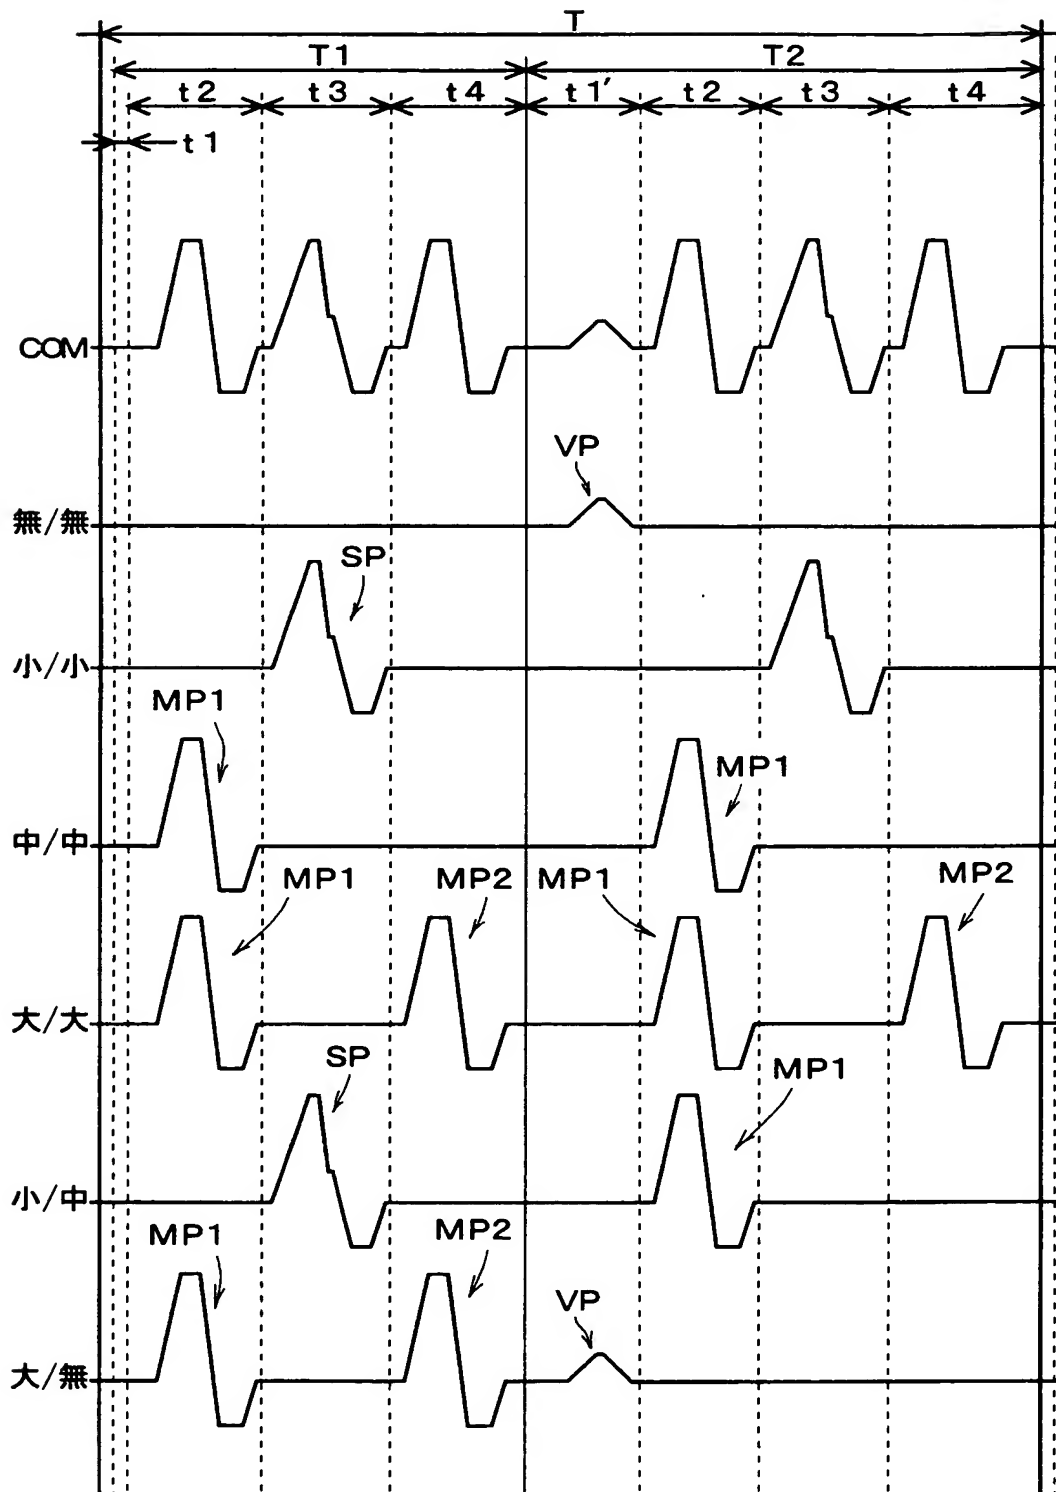 T
T1 T2
t2 t3 t4 t1′ t2 t3 t4
t1
COM
VP
無/無
SP
小/小
MP1
MP1
中/中
MP1 MP2 MP1 MP2
大/大
SP MP1
小/中
MP1 MP2
VP
大/無